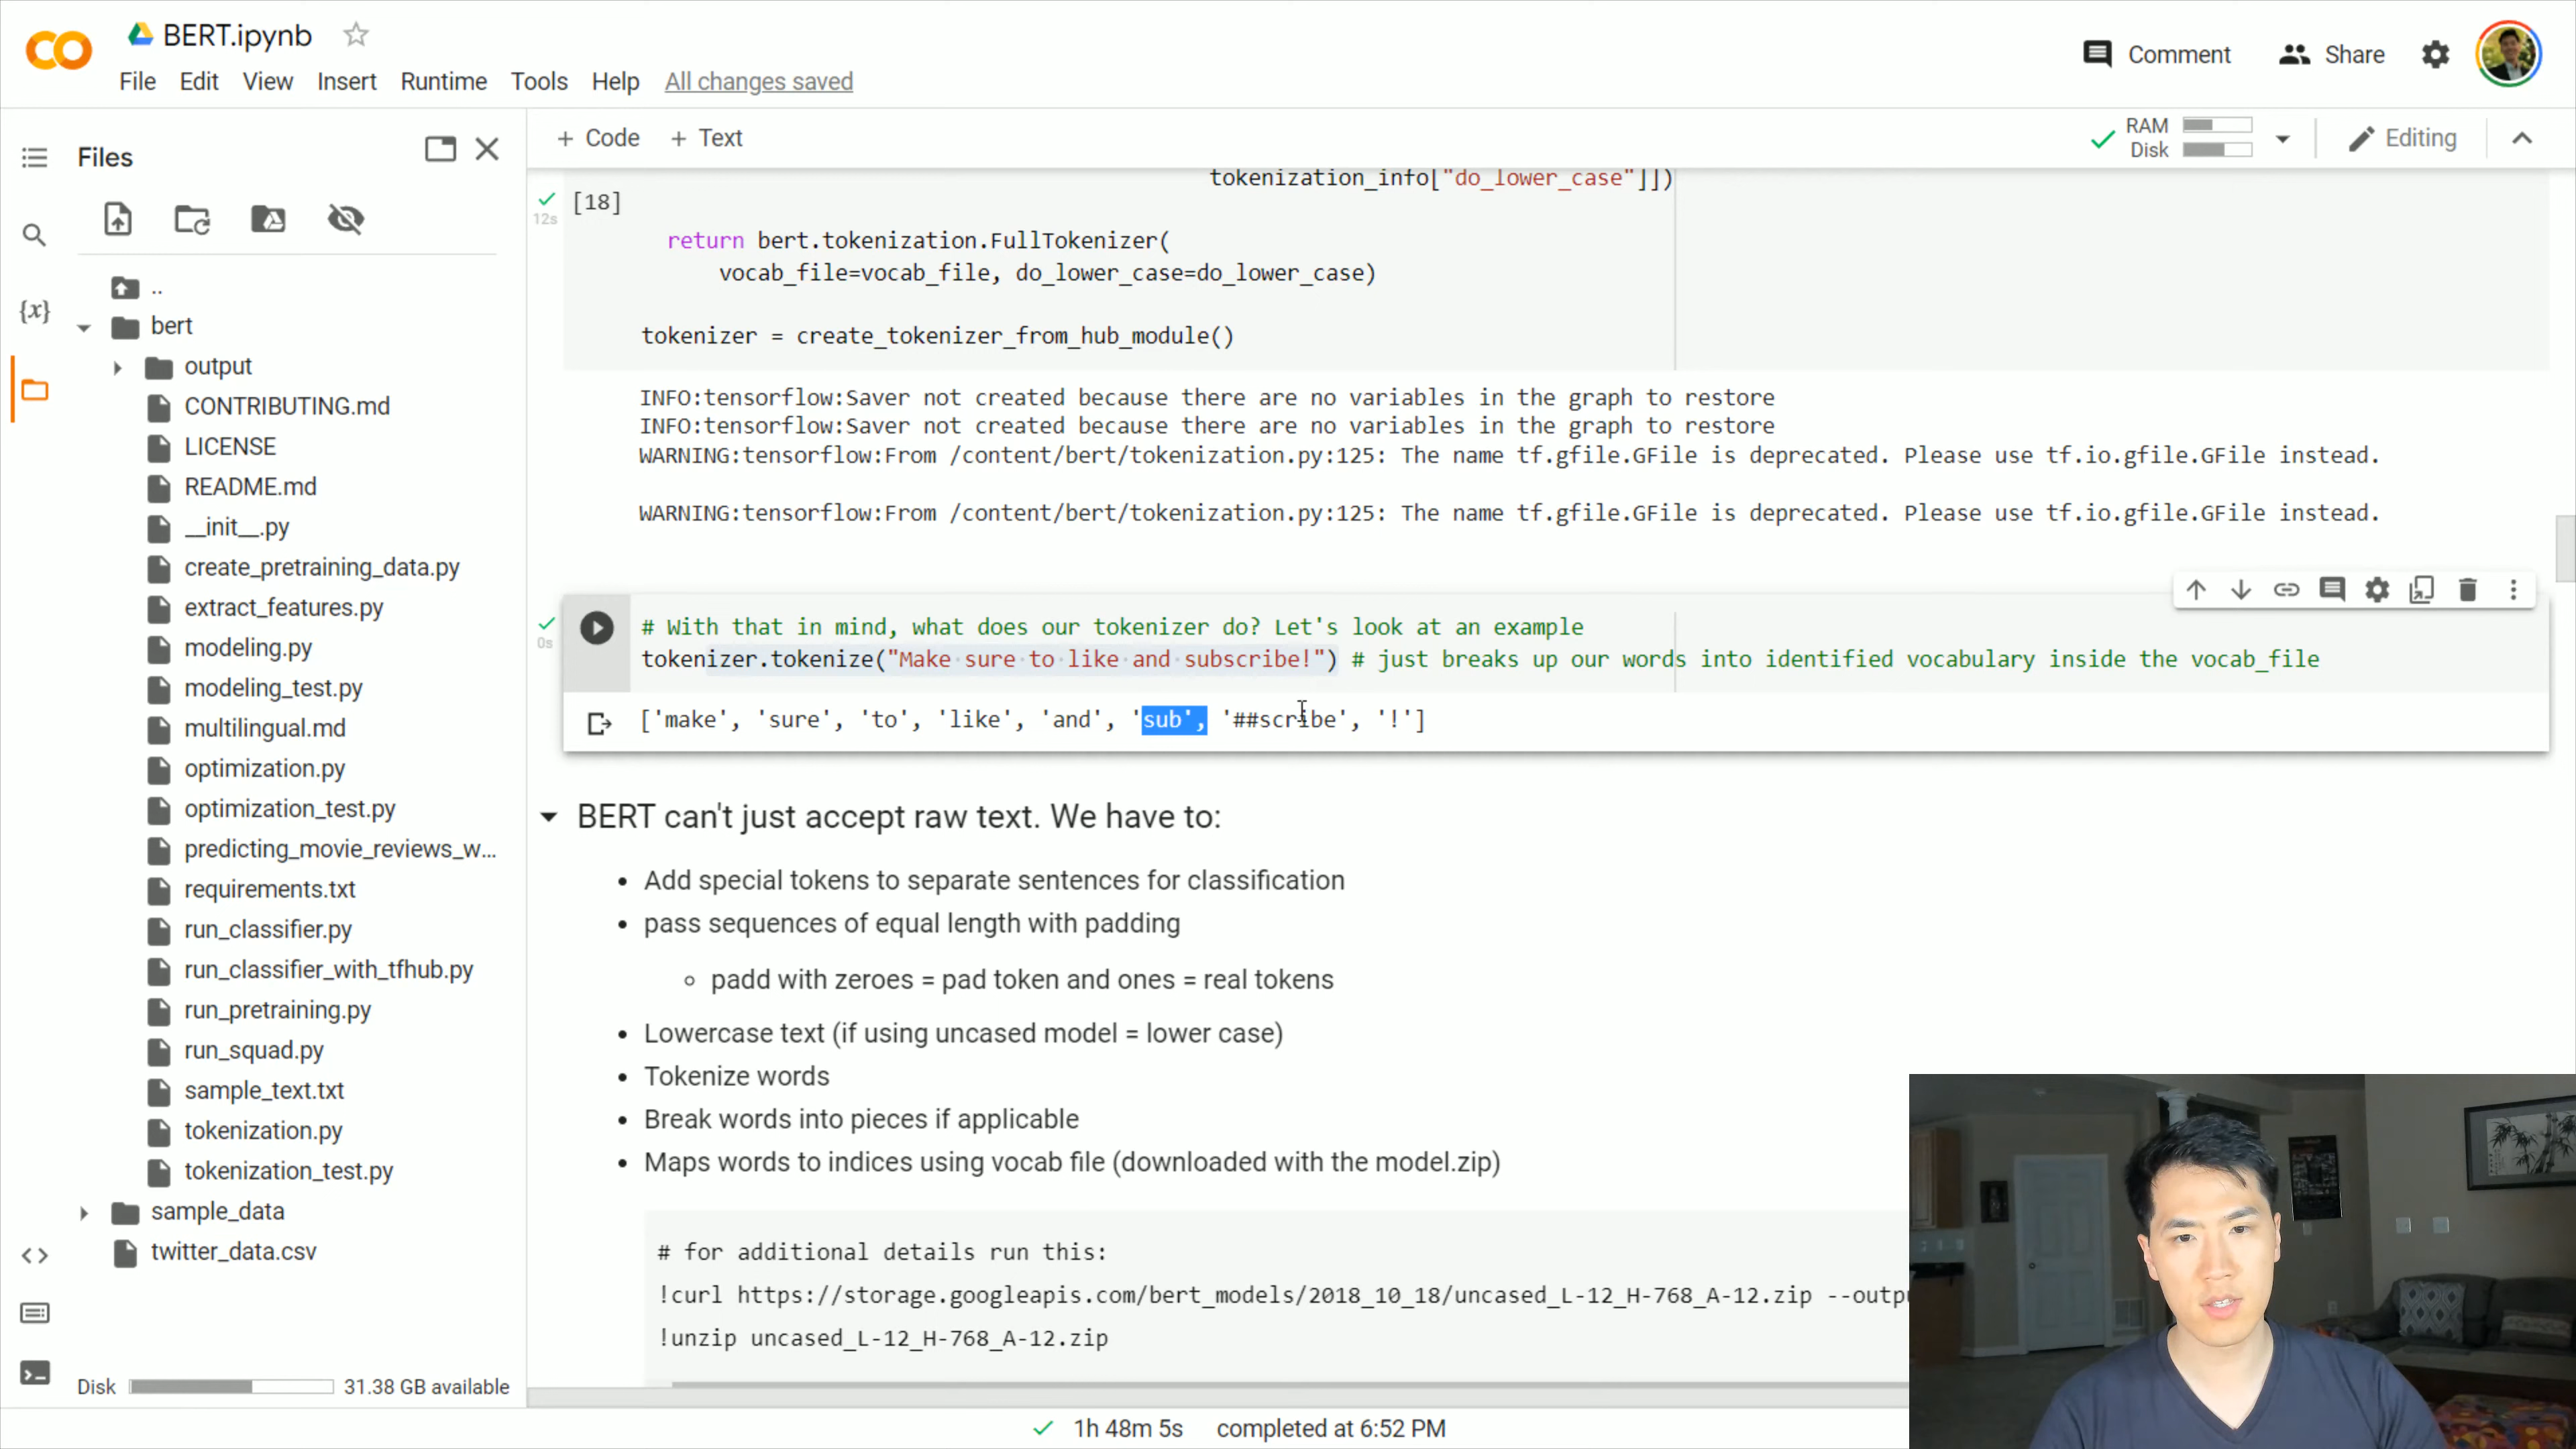 BERT.ipynb
File Edit View Insert Runtime Tools Help All changes saved
Comment Share
Files
+ Code + Text
RAM
Disk
Editing
..
bert
output
CONTRIBUTING.md
LICENSE
README.md
__init__.py
create_pretraining_data.py
extract_features.py
modeling.py
modeling_test.py
multilingual.md
optimization.py
optimization_test.py
predicting_movie_reviews_w...
requirements.txt
run_classifier.py
run_classifier_with_tfhub.py
run_pretraining.py
run_squad.py
sample_text.txt
tokenization.py
tokenization_test.py
sample_data
twitter_data.csv
Disk 31.38 GB available
{x}
tokenization_info["do_lower_case"]])
[18]
12s
return bert.tokenization.FullTokenizer(
vocab_file=vocab_file, do_lower_case=do_lower_case)
tokenizer = create_tokenizer_from_hub_module()
INFO:tensorflow:Saver not created because there are no variables in the graph to restore
INFO:tensorflow:Saver not created because there are no variables in the graph to restore
WARNING:tensorflow:From /content/bert/tokenization.py:125: The name tf.gfile.GFile is deprecated. Please use tf.io.gfile.GFile instead.
WARNING:tensorflow:From /content/bert/tokenization.py:125: The name tf.gfile.GFile is deprecated. Please use tf.io.gfile.GFile instead.
0s
# With that in mind, what does our tokenizer do? Let's look at an example
tokenizer.tokenize("Make sure to like and subscribe!") # just breaks up our words into identified vocabulary inside the vocab_file
['make', 'sure', 'to', 'like', 'and', 'sub', '##scribe', '!']
BERT can't just accept raw text. We have to:
• Add special tokens to separate sentences for classification
• pass sequences of equal length with padding
◦ padd with zeroes = pad token and ones = real tokens
• Lowercase text (if using uncased model = lower case)
• Tokenize words
• Break words into pieces if applicable
• Maps words to indices using vocab file (downloaded with the model.zip)
# for additional details run this:
!curl https://storage.googleapis.com/bert_models/2018_10_18/uncased_L-12_H-768_A-12.zip --outpu
!unzip uncased_L-12_H-768_A-12.zip
1h 48m 5s completed at 6:52 PM